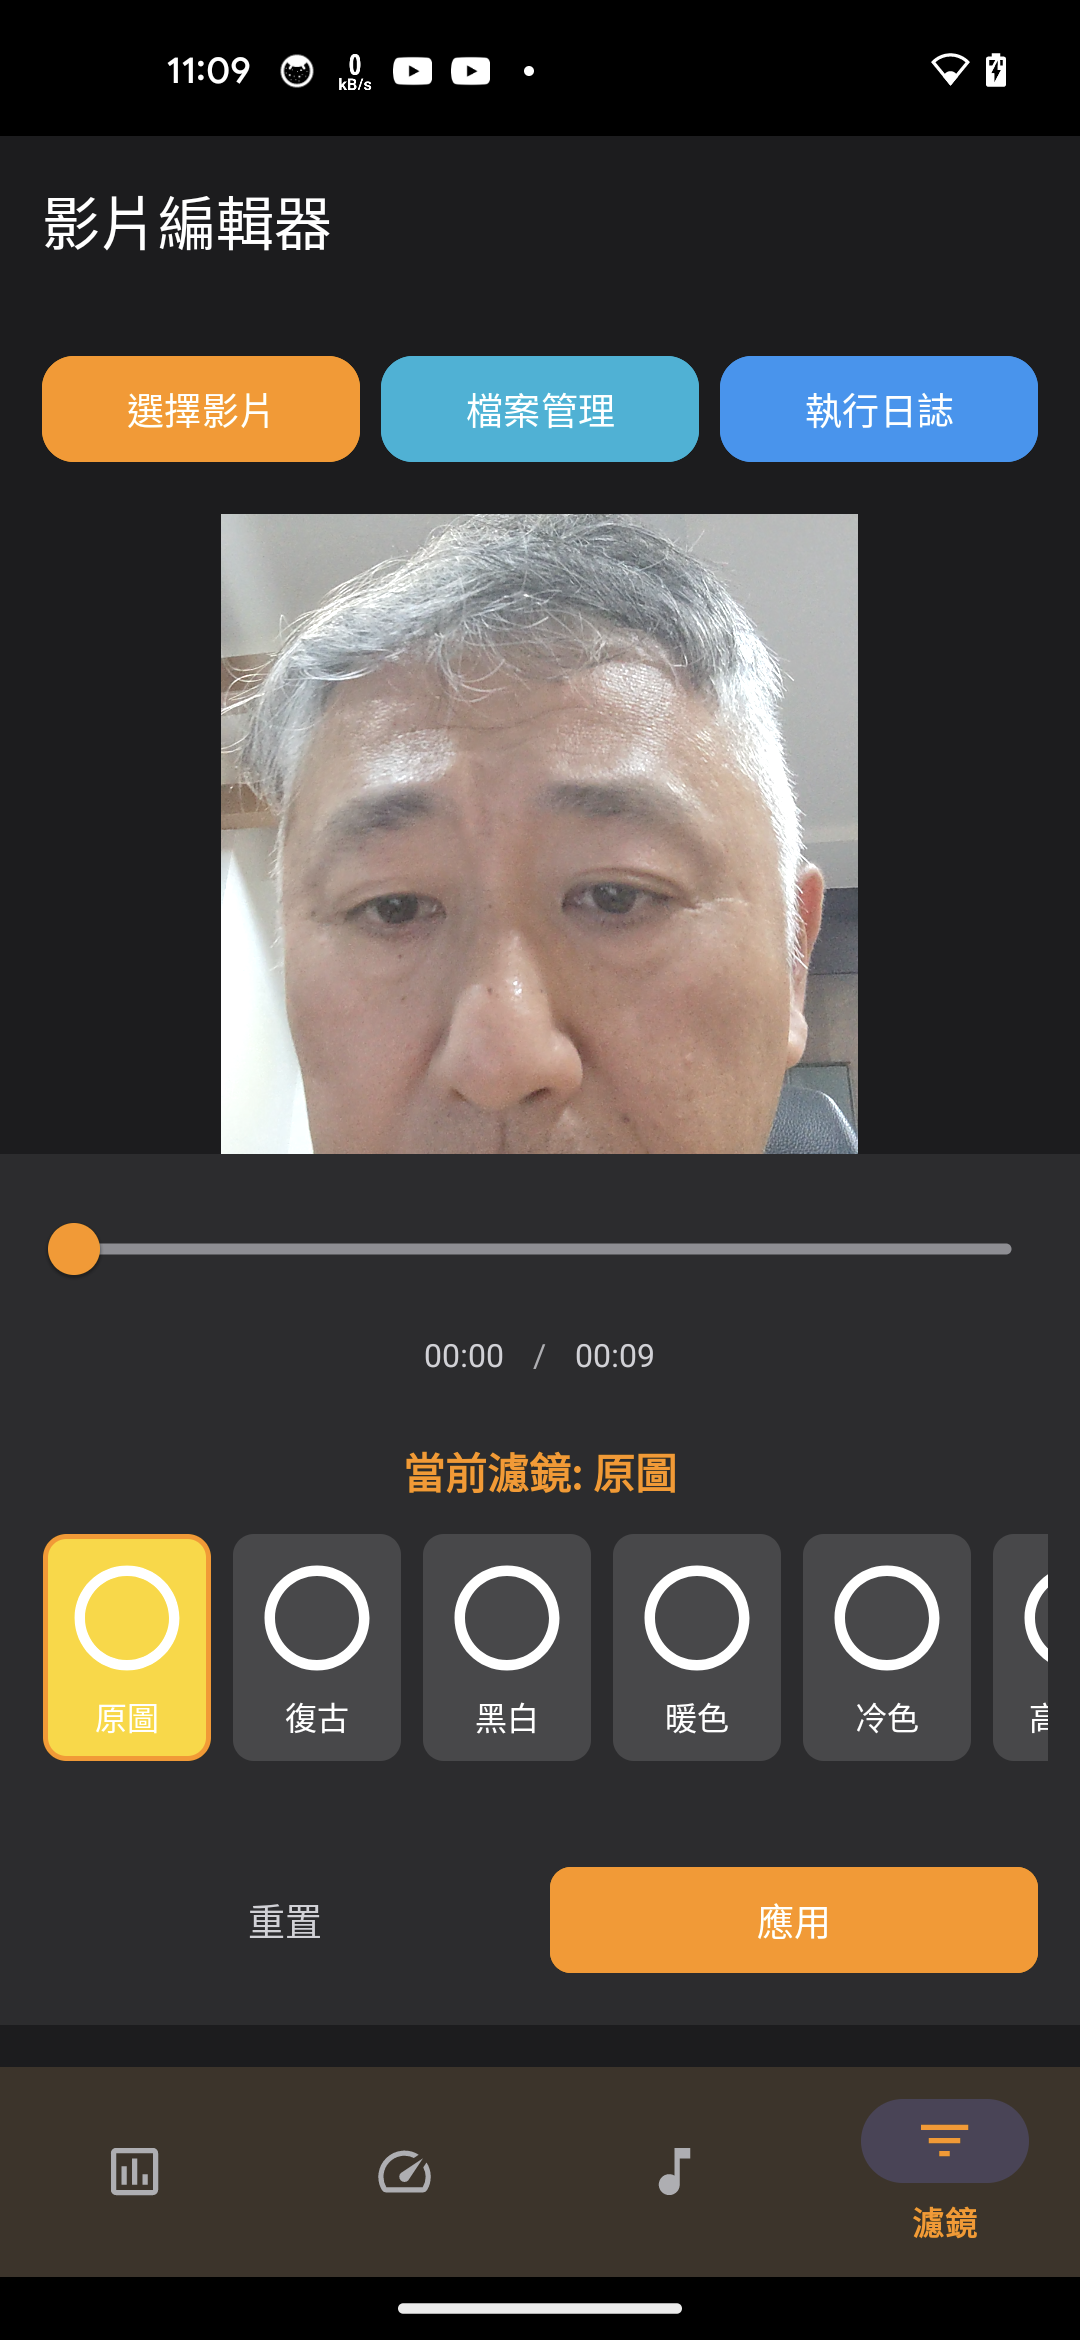 11:09
0
kB/s
影片編輯器
選擇影片
檔案管理
執行日誌
00:00 / 00:09
當前濾鏡: 原圖
原圖
復古
黑白
暖色
冷色
重置
應用
濾鏡